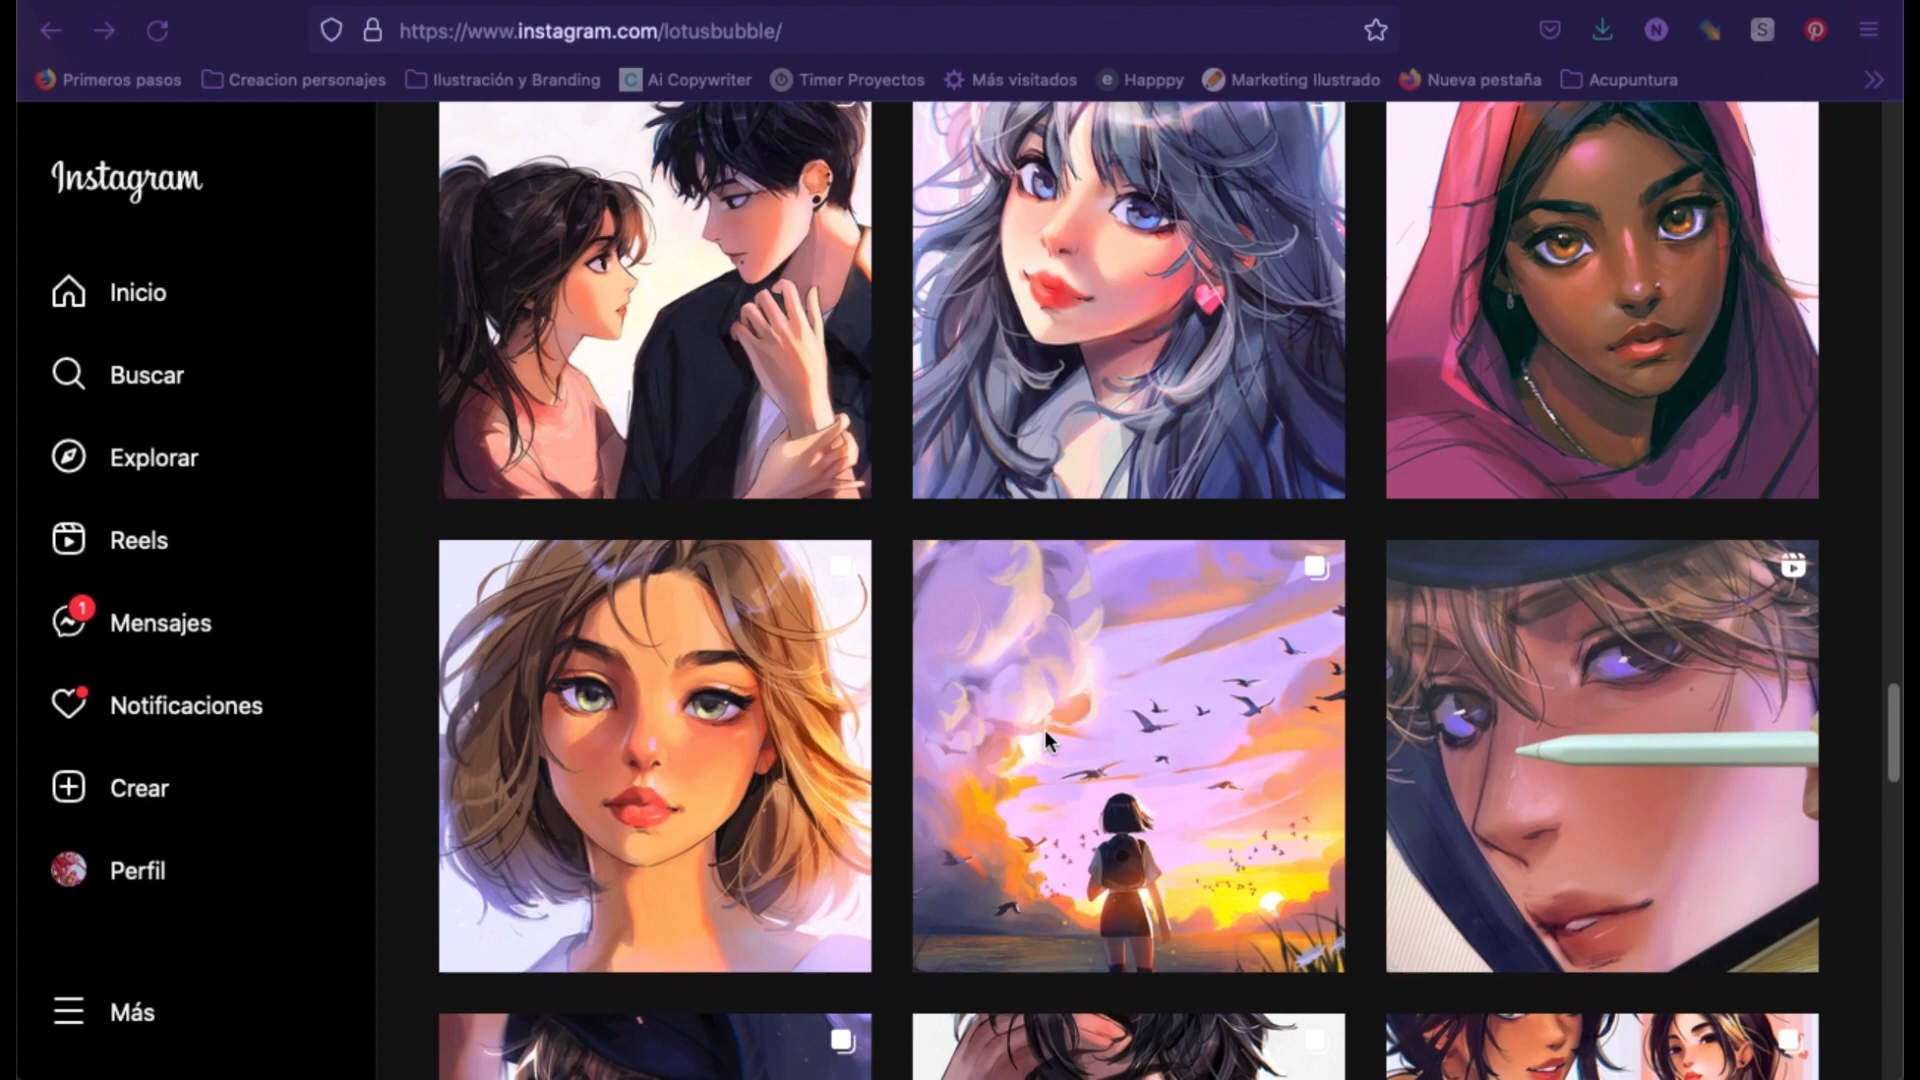 https://www.instagram.com/lotusbubble/
N
S
Primeros pasos
Creacion personajes
Ilustración y Branding
C
Ai Copywriter
Timer Proyectos
Más visitados
e
Happpy
Marketing Ilustrado
Nueva pestaña
Acupuntura
Instagram
Inicio
Buscar
Explorar
Reels
1
Mensajes
Notificaciones
Crear
Perfil
Más